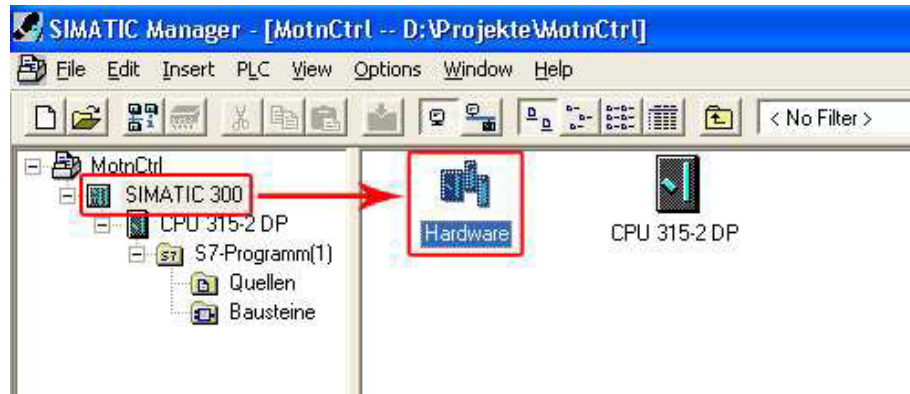 SIMATIC Manager - [MotnCtrl -- D:\Projekte\MotnCtrl]
File Edit Insert PLC View Options Window Help
< No Filter >
MotnCtrl
SIMATIC 300
CPU 315-2 DP
S7-Programm(1)
Quellen
Bausteine
Hardware
CPU 315-2 DP